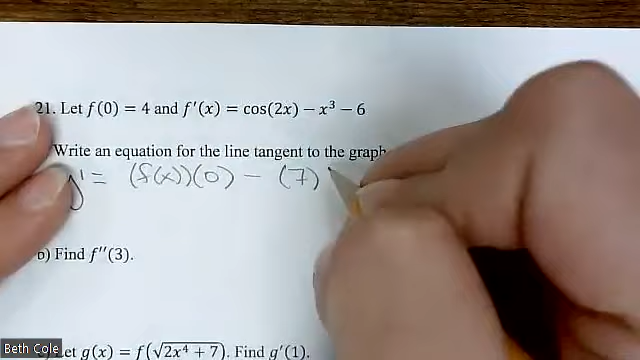 21. Let f(0) = 4 and f′(x) = cos(2x) − x³ − 6
Write an equation for the line tangent to the graph
y' = (f(x))(0) − (7)
b) Find f″(3).
Let g(x) = f(√(2x⁴ + 7)). Find g′(1).
Beth Cole